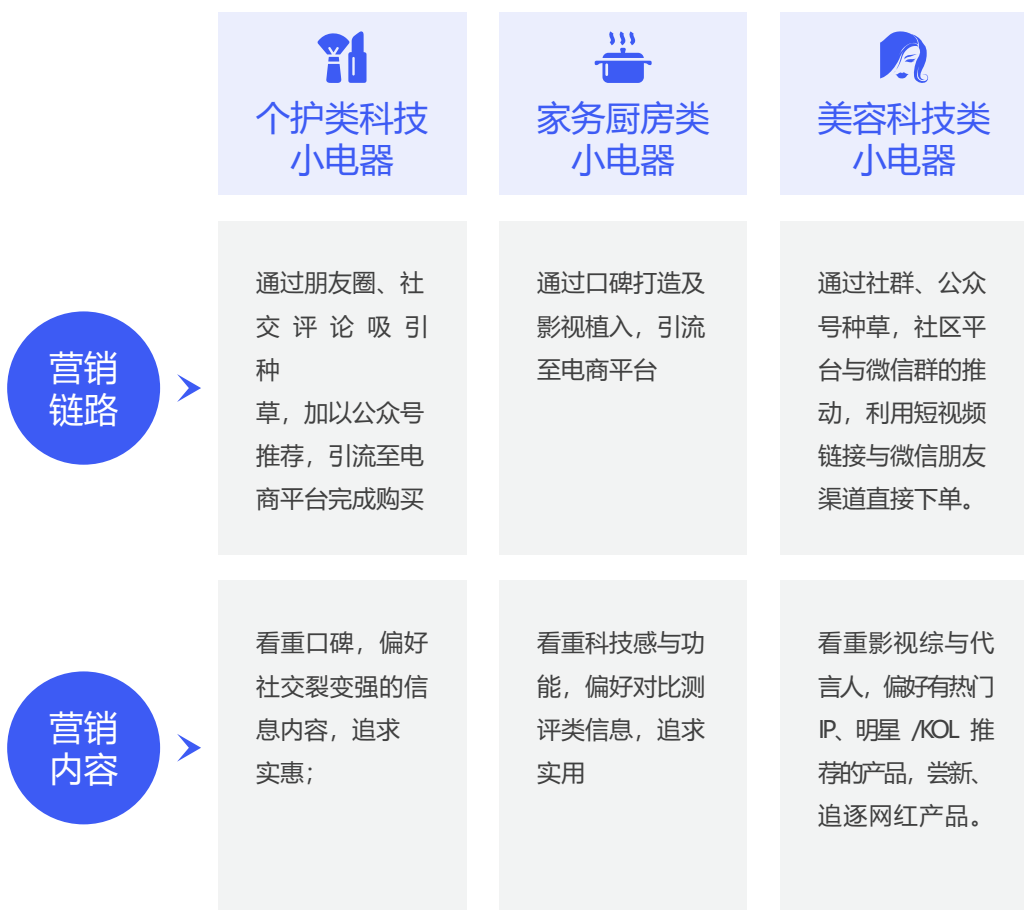 个护类科技
小电器
家务厨房类
小电器
美容科技类
小电器
营销
链路
通过朋友圈、社
交评论吸引
种
草，加以公众号
推荐，引流至电
商平台完成购买
通过口碑打造及
影视植入，引流
至电商平台
通过社群、公众
号种草，社区平
台与微信群的推
动，利用短视频
链接与微信朋友
渠道直接下单。
营销
内容
看重口碑，偏好
社交裂变强的信
息内容，追求
实惠；
看重科技感与功
能，偏好对比测
评类信息，追求
实用
看重影视综与代
言人，偏好有热门
IP、明星 /KOL 推
荐的产品，尝新、
追逐网红产品。